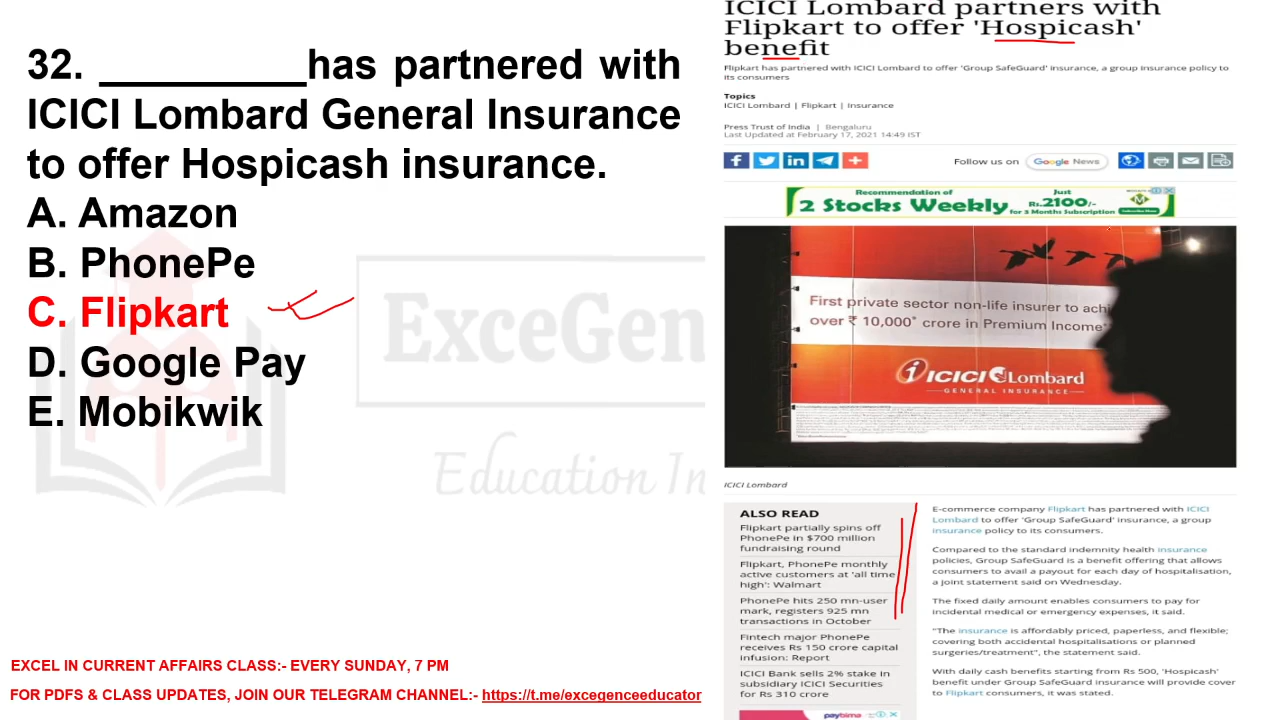 32. _________has partnered with
ICICI Lombard General Insurance
to offer Hospicash insurance.
A. Amazon
B. PhonePe
C. Flipkart
D. Google Pay
E. Mobikwik
ExceGen
Education In
EXCEL IN CURRENT AFFAIRS CLASS:- EVERY SUNDAY, 7 PM
FOR PDFS & CLASS UPDATES, JOIN OUR TELEGRAM CHANNEL:- https://t.me/excegenceeducator
ICICI Lombard partners with
Flipkart to offer 'Hospicash'
benefit
Flipkart has partnered with ICICI Lombard to offer 'Group SafeGuard' insurance, a group insurance policy to
its consumers
Topics
ICICI Lombard | Flipkart | Insurance
Press Trust of India | Bengaluru
Last Updated at February 17, 2021 14:49 IST
Follow us on Google News
Recommendation of
2 Stocks Weekly
Just
Rs.2100/-
for 3 Months Subscription
Subscribe Now
First private sector non-life insurer to achi
over ₹ 10,000* crore in Premium Income*
ICICI Lombard
GENERAL INSURANCE
ICICI Lombard
ALSO READ
Flipkart partially spins off
PhonePe in $700 million
fundraising round
Flipkart, PhonePe monthly
active customers at 'all time
high': Walmart
PhonePe hits 250 mn-user
mark, registers 925 mn
transactions in October
Fintech major PhonePe
receives Rs 150 crore capital
infusion: Report
ICICI Bank sells 2% stake in
subsidiary ICICI Securities
for Rs 310 crore
paybima
E-commerce company Flipkart has partnered with ICICI
Lombard to offer 'Group SafeGuard' insurance, a group
insurance policy to its consumers.
Compared to the standard indemnity health insurance
policies, Group SafeGuard is a benefit offering that allows
consumers to avail a payout for each day of hospitalisation,
a joint statement said on Wednesday.
The fixed daily amount enables consumers to pay for
incidental medical or emergency expenses, it said.
"The insurance is affordably priced, paperless, and flexible;
covering both accidental hospitalisations or planned
surgeries/treatment", the statement said.
With daily cash benefits starting from Rs 500, 'Hospicash'
benefit under Group SafeGuard insurance will provide cover
to Flipkart consumers, it was stated.